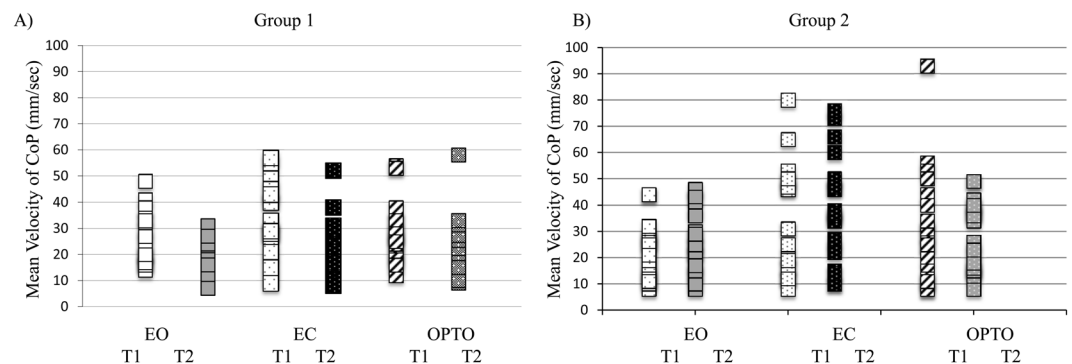 A)
Group 1
Mean Velocity of CoP (mm/sec)
100
90
80
70
60
50
40
30
20
10
0
EO
EC
OPTO
T1 T2
T1 T2
T1 T2
B)
Group 2
Mean Velocity of CoP (mm/sec)
100
90
80
70
60
50
40
30
20
10
0
EO
EC
OPTO
T1 T2
T1 T2
T1 T2